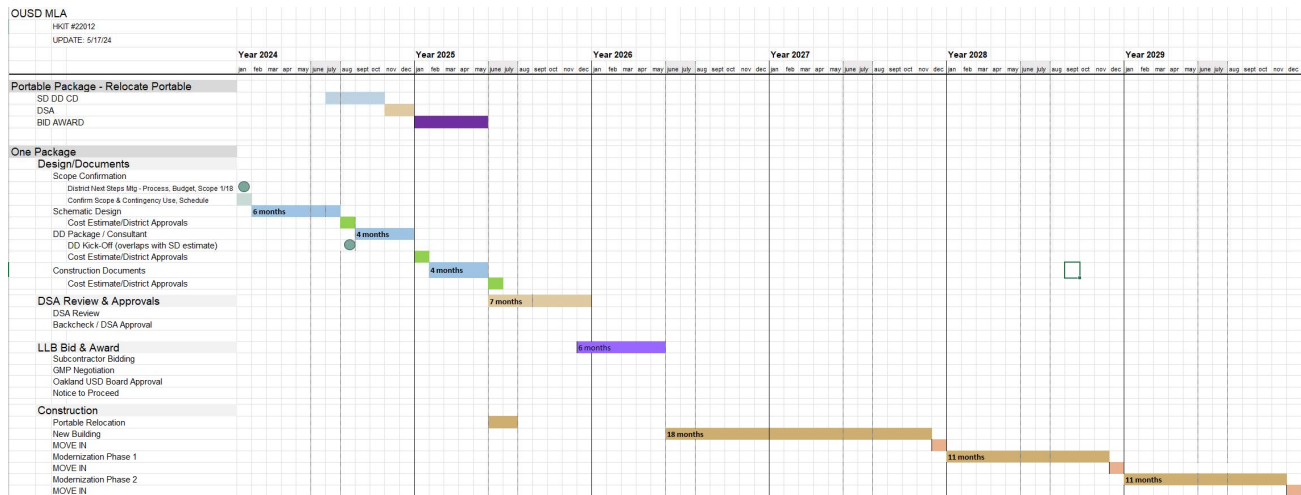 OUSD MLA
HKIT #22012
UPDATE: 5/17/24
Year 2024 Year 2025 Year 2026 Year 2027 Year 2028 Year 2029
jan feb mar apr may june july aug sept oct nov dec jan feb mar apr may june july aug sept oct nov dec jan feb mar apr may june july aug sept oct nov dec jan feb mar apr may june july aug sept oct nov dec jan feb mar apr may june july aug sept oct nov dec jan feb mar apr may june july aug sept oct nov dec
Portable Package - Relocate Portable
SD DD CD
DSA
BID AWARD
One Package
Design/Documents
Scope Confirmation
District Next Steps Mtg - Process, Budget, Scope 1/18
Confirm Scope & Contingency Use, Schedule
Schematic Design 6 months
Cost Estimate/District Approvals
DD Package / Consultant 4 months
DD Kick-Off (overlaps with SD estimate)
Cost Estimate/District Approvals
Construction Documents 4 months
Cost Estimate/District Approvals
DSA Review & Approvals 7 months
DSA Review
Backcheck / DSA Approval
LLB Bid & Award 6 months
Subcontractor Bidding
GMP Negotiation
Oakland USD Board Approval
Notice to Proceed
Construction
Portable Relocation
New Building 18 months
MOVE IN
Modernization Phase 1 11 months
MOVE IN
Modernization Phase 2 11 months
MOVE IN